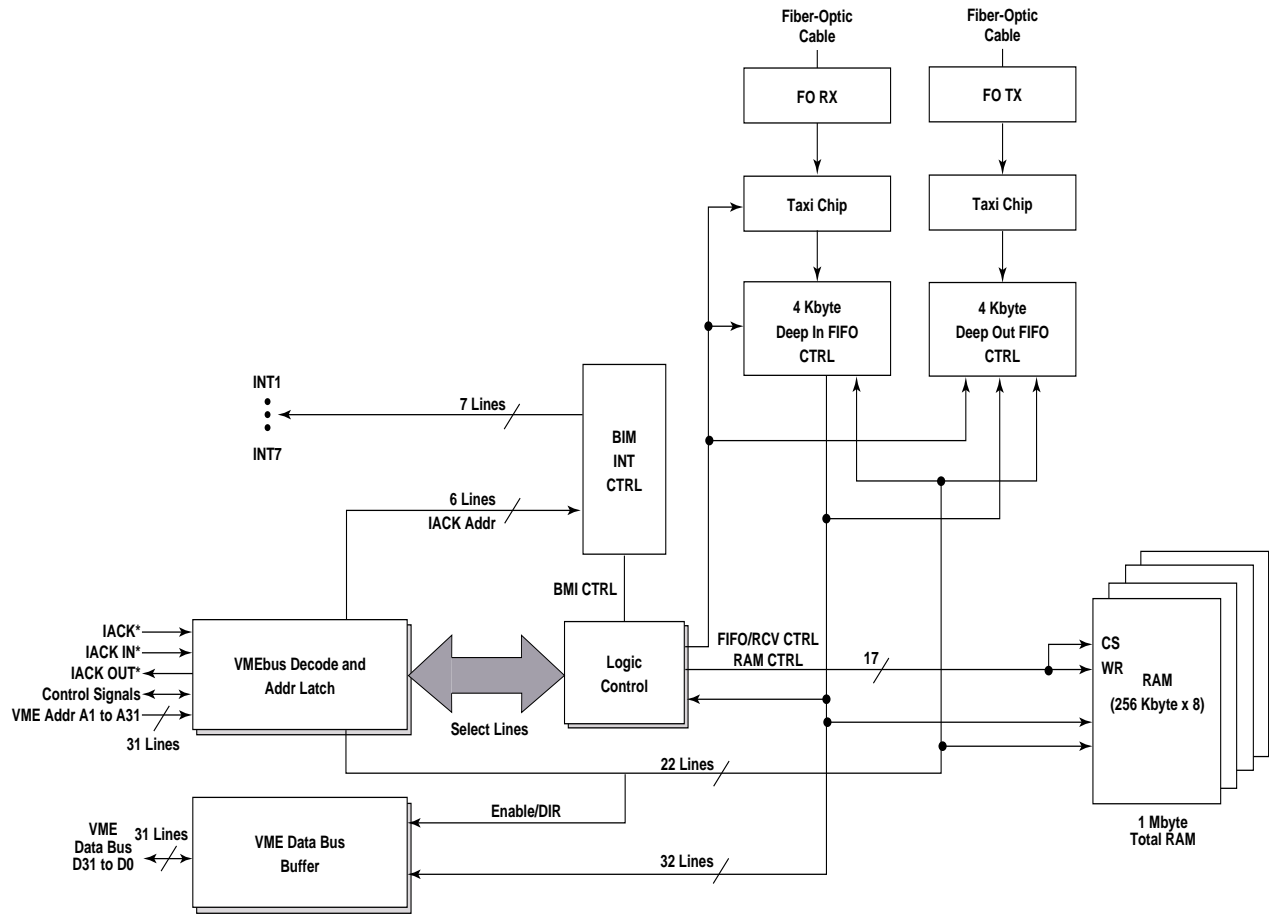 Fiber-Optic
Cable
Fiber-Optic
Cable
FO RX
FO TX
Taxi Chip
Taxi Chip
4 Kbyte
Deep In FIFO
CTRL
4 Kbyte
Deep Out FIFO
CTRL
INT1
INT7
7 Lines
BIM
INT
CTRL
6 Lines
IACK Addr
BMI CTRL
IACK*
IACK IN*
IACK OUT*
Control Signals
VME Addr A1 to A31
31 Lines
VMEbus Decode and
Addr Latch
Select Lines
Logic
Control
FIFO/RCV CTRL
RAM CTRL
17
CS
WR
RAM
(256 Kbyte x 8)
1 Mbyte
Total RAM
22 Lines
Enable/DIR
VME
Data Bus
D31 to D0
31 Lines
VME Data Bus
Buffer
32 Lines